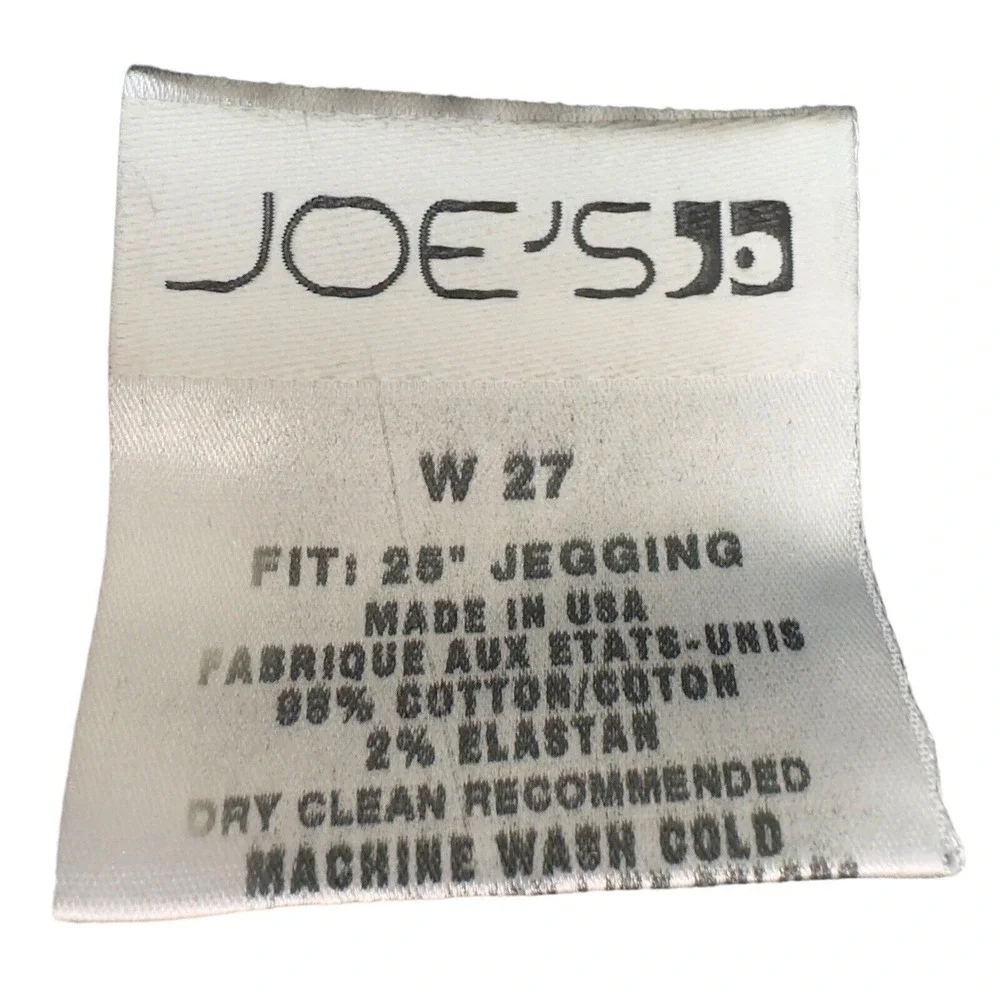 JOE'S
W 27
FIT: 25" JEGGING
MADE IN USA
FABRIQUE AUX ETATS-UNIS
98% COTTON/COTON
2% ELASTAN
DRY CLEAN RECOMMENDED
MACHINE WASH COLD